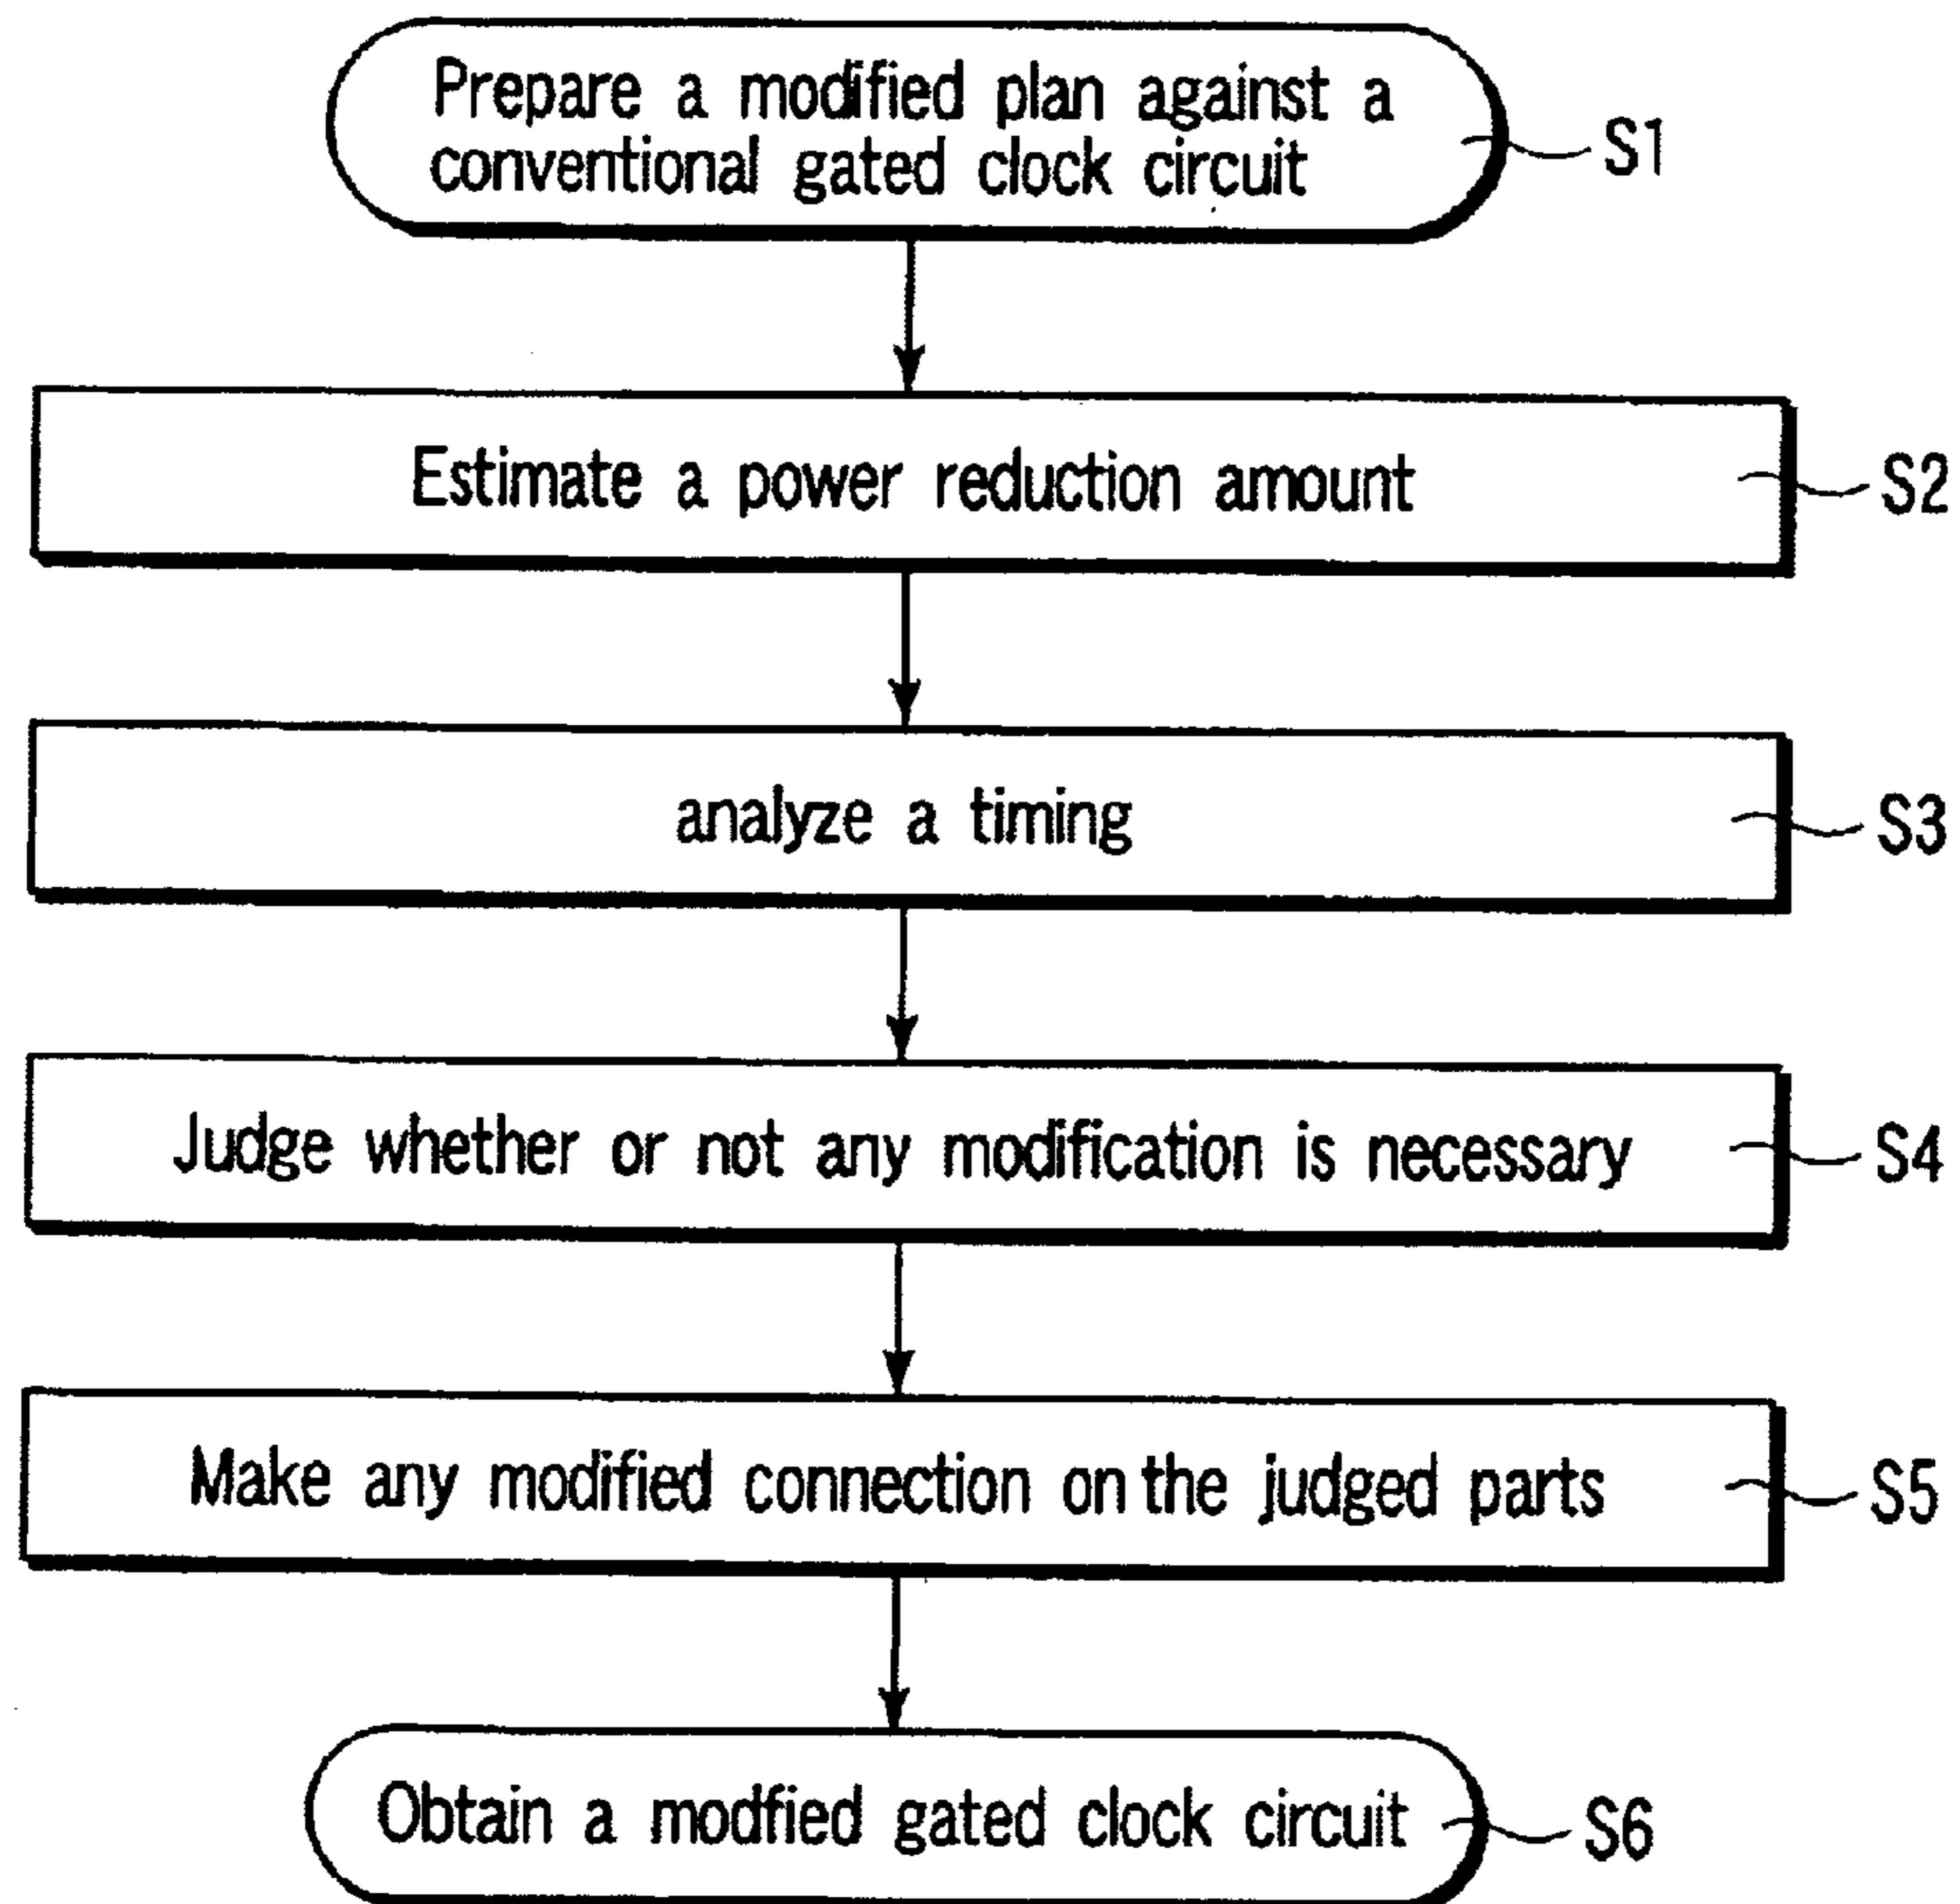 Prepare a modified plan against a
conventional gated clock circuit
S1
Estimate a power reduction amount
S2
analyze a timing
S3
Judge whether or not any modification is necessary
S4
Make any modified connection on the judged parts
S5
Obtain a modfied gated clock circuit
S6